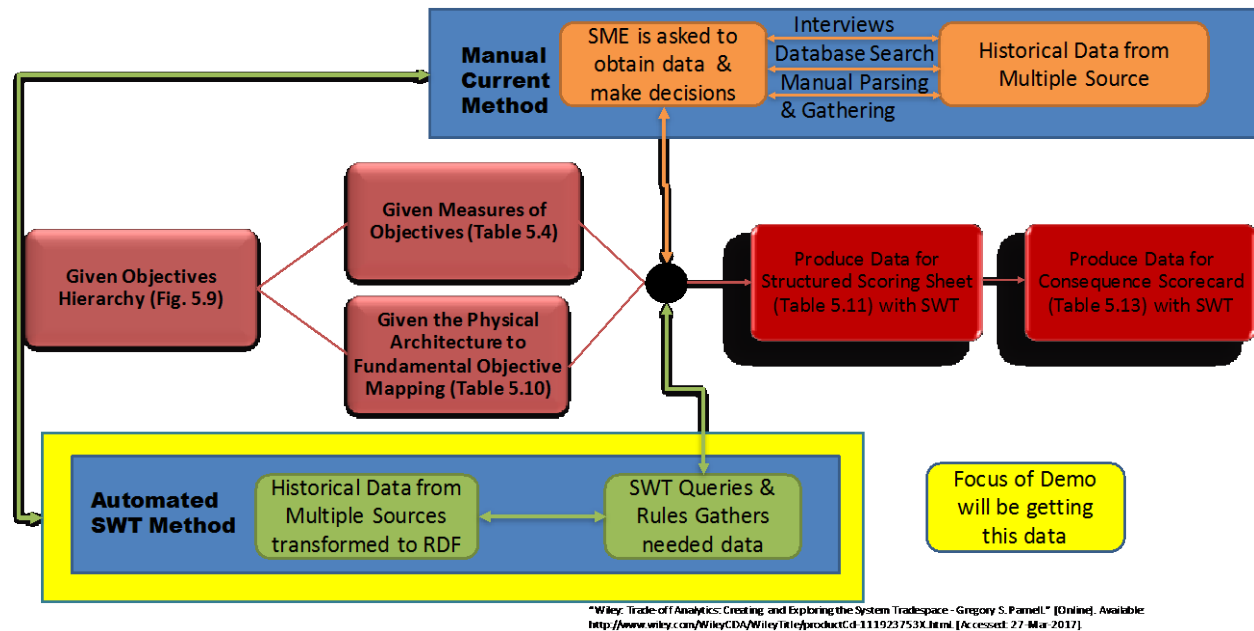 Manual
Current
Method
SME is asked to
obtain data &
make decisions
Interviews
Database Search
Manual Parsing
& Gathering
Historical Data from
Multiple Source
Given Objectives
Hierarchy (Fig. 5.9)
Given Measures of
Objectives (Table 5.4)
Given the Physical
Architecture to
Fundamental Objective
Mapping (Table 5.10)
Produce Data for
Structured Scoring Sheet
(Table 5.11) with SWT
Produce Data for
Consequence Scorecard
(Table 5.13) with SWT
Automated
SWT Method
Historical Data from
Multiple Sources
transformed to RDF
SWT Queries &
Rules Gathers
needed data
Focus of Demo
will be getting
this data
"Wiley: Trade-off Analytics: Creating and Exploring the System Tradespace - Gregory S. Parnell." [Online]. Available:
http://www.wiley.com/WileyCDA/WileyTitle/productCd-111923753X.html. [Accessed: 27-Mar-2017].